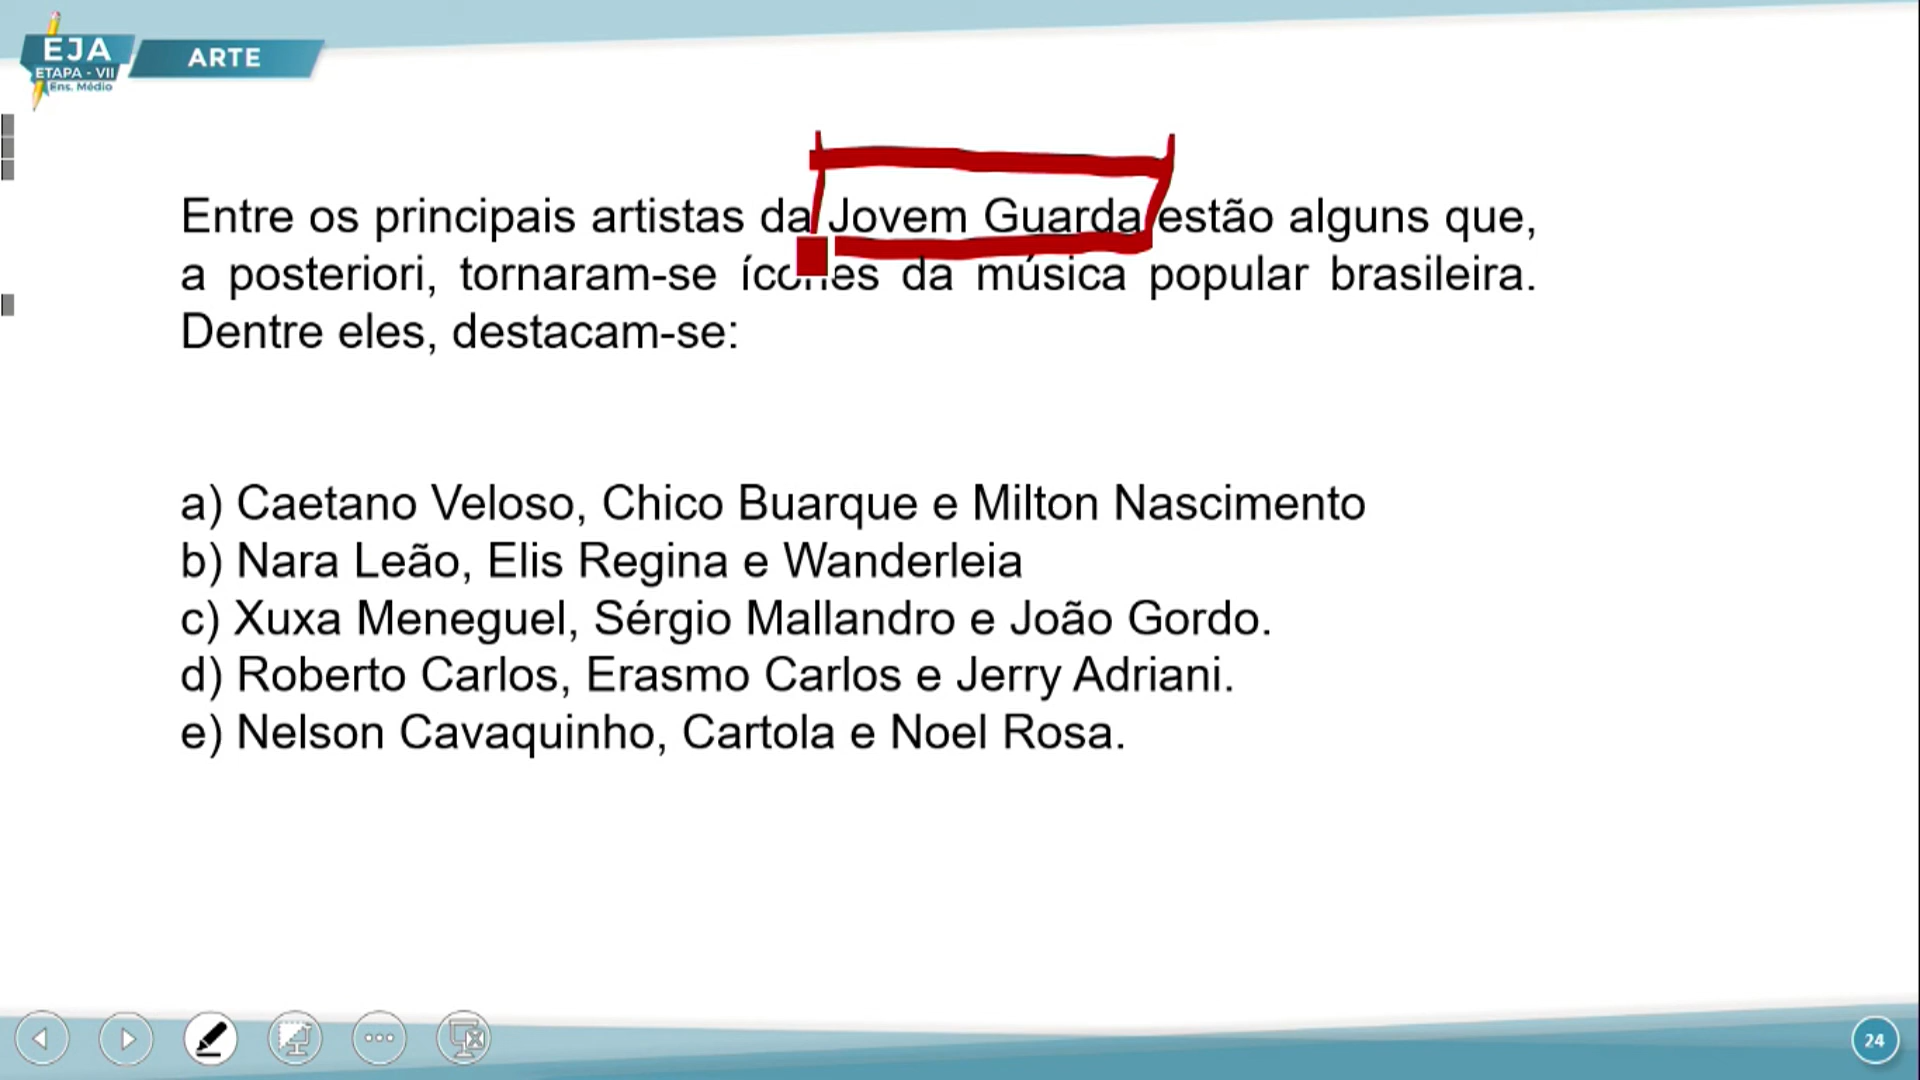 EJA
ETAPA - VII
Ens. Médio
ARTE
Entre os principais artistas da Jovem Guarda estão alguns que,
a posteriori, tornaram-se ícones da música popular brasileira.
Dentre eles, destacam-se:
a) Caetano Veloso, Chico Buarque e Milton Nascimento
b) Nara Leão, Elis Regina e Wanderleia
c) Xuxa Meneguel, Sérgio Mallandro e João Gordo.
d) Roberto Carlos, Erasmo Carlos e Jerry Adriani.
e) Nelson Cavaquinho, Cartola e Noel Rosa.
24